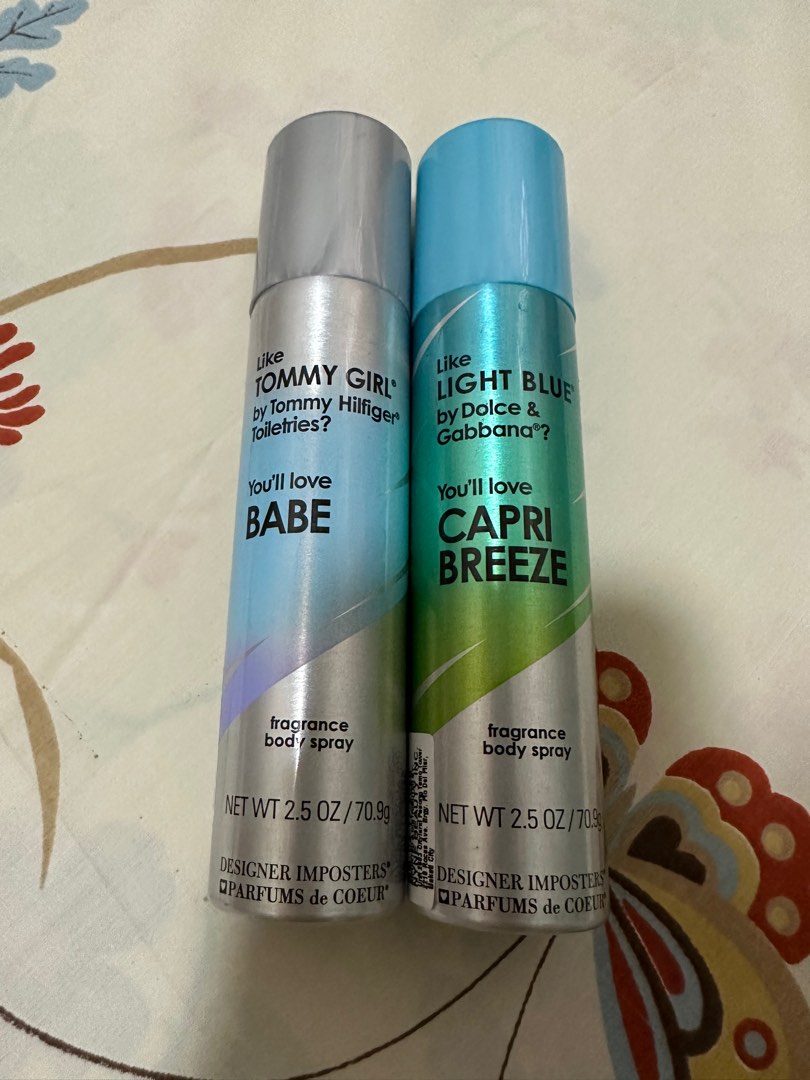 Like
TOMMY GIRL®
by Tommy Hilfiger®
Toiletries?
You'll love
BABE
fragrance
body spray
NET WT 2.5 OZ / 70.9g
DESIGNER IMPOSTERS®
PARFUMS de COEUR®
Like
LIGHT BLUE®
by Dolce &
Gabbana®?
You'll love
CAPRI
BREEZE
fragrance
body spray
NET WT 2.5 OZ / 70.9g
DESIGNER IMPOSTERS®
PARFUMS de COEUR®
Makati City